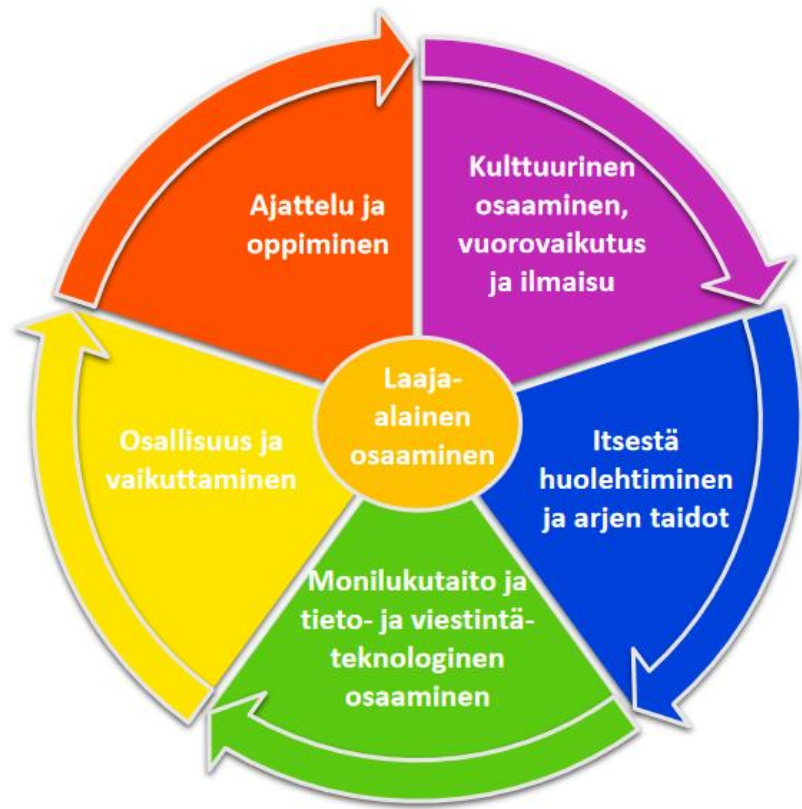 Ajattelu ja
oppiminen
Kulttuurinen
osaaminen,
vuorovaikutus
ja ilmaisu
Laaja-
alainen
osaaminen
Osallisuus ja
vaikuttaminen
Itsestä
huolehtiminen
ja arjen taidot
Monilukutaito ja
tieto- ja viestintä-
teknologinen
osaaminen